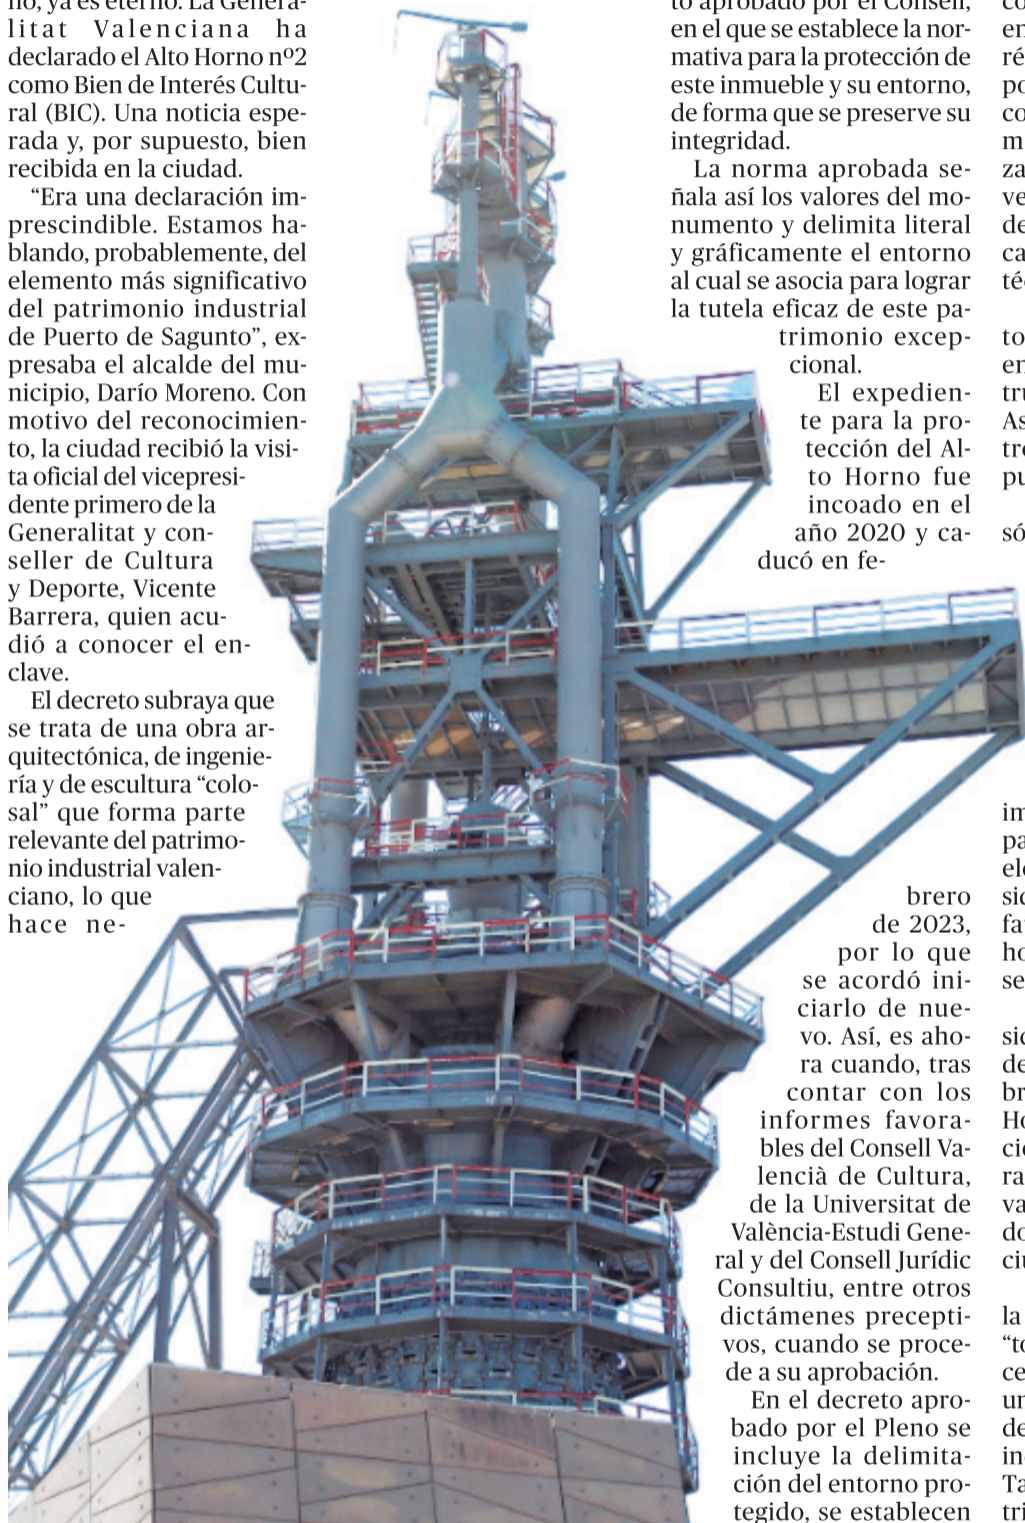 no, ya es eterno. La Genera-
litat Valenciana ha
declarado el Alto Horno nº2
como Bien de Interés Cultu-
ral (BIC). Una noticia espe-
rada y, por supuesto, bien
recibida en la ciudad.
“Era una declaración im-
prescindible. Estamos ha-
blando, probablemente, del
elemento más significativo
del patrimonio industrial
de Puerto de Sagunto”, ex-
presaba el alcalde del mu-
nicipio, Darío Moreno. Con
motivo del reconocimien-
to, la ciudad recibió la visi-
ta oficial del vicepresi-
dente primero de la
Generalitat y con-
seller de Cultura
y Deporte, Vicente
Barrera, quien acu-
dió a conocer el en-
clave.
El decreto subraya que
se trata de una obra ar-
quitectónica, de ingenie-
ría y de escultura “colo-
sal” que forma parte
relevante del patrimo-
nio industrial valen-
ciano, lo que
hace ne-
to aprobado por el Consell,
en el que se establece la nor-
mativa para la protección de
este inmueble y su entorno,
de forma que se preserve su
integridad.
La norma aprobada se-
ñala así los valores del mo-
numento y delimita literal
y gráficamente el entorno
al cual se asocia para lograr
la tutela eficaz de este pa-
trimonio excep-
cional.
El expedien-
te para la pro-
tección del Al-
to Horno fue
incoado en el
año 2020 y ca-
ducó en fe-
brero
de 2023,
por lo que
se acordó ini-
ciarlo de nue-
vo. Así, es aho-
ra cuando, tras
contar con los
informes favora-
bles del Consell Va-
lencià de Cultura,
de la Universitat de
València-Estudi Gene-
ral y del Consell Jurídic
Consultiu, entre otros
dictámenes precepti-
vos, cuando se proce-
de a su aprobación.
En el decreto apro-
bado por el Pleno se
incluye la delimita-
ción del entorno pro-
tegido, se establecen